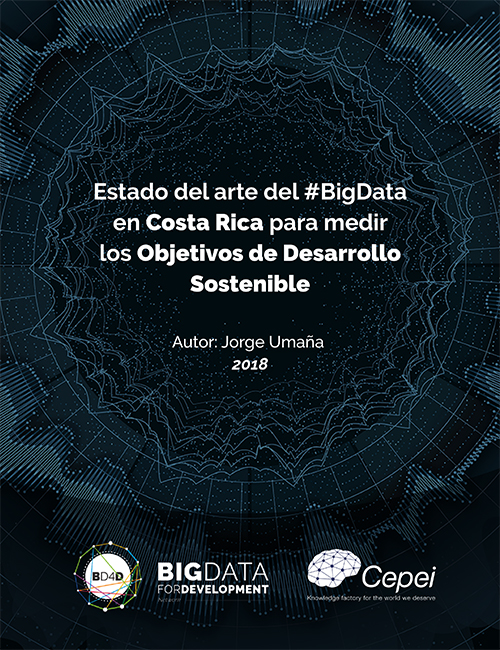 Estado del arte del #BigData
en Costa Rica para medir
los Objetivos de Desarrollo
Sostenible
Autor: Jorge Umaña
2018
BD4D
BIGDATA
FORDEVELOPMENT
Network
Cepei
Knowledge factory for the world we deserve